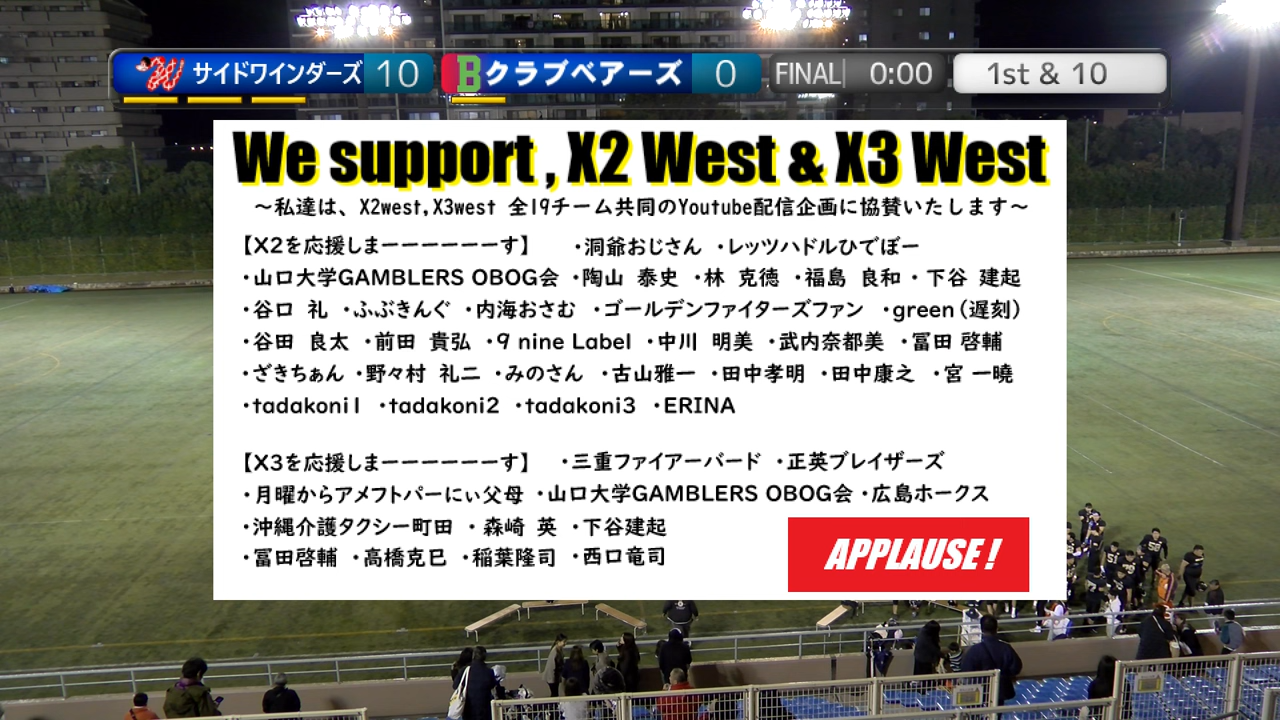 サイドワインダーズ 10 B クラブベアーズ 0 FINAL 0:00 1st & 10
We support , X2 West & X3 West
～私達は、X2west,X3west 全19チーム共同のYoutube配信企画に協賛いたします～
【X2を応援しまーーーーーーす】 ・洞爺おじさん ・レッツハドルひでぼー
・山口大学GAMBLERS OBOG会 ・陶山 泰史 ・林 克徳 ・福島 良和 ・下谷 建起
・谷口 礼 ・ふぶきんぐ ・内海おさむ ・ゴールデンファイターズファン ・green（遅刻）
・谷田 良太 ・前田 貴弘 ・9 nine Label ・中川 明美 ・武内奈都美 ・冨田 啓輔
・ざきちぁん ・野々村 礼二 ・みのさん ・古山雅一 ・田中孝明 ・田中康之 ・宮 一曉
・tadakoni1 ・tadakoni2 ・tadakoni3 ・ERINA
【X3を応援しまーーーーーーす】 ・三重ファイアーバード ・正英ブレイザーズ
・月曜からアメフトパーにぃ父母 ・山口大学GAMBLERS OBOG会 ・広島ホークス
・沖縄介護タクシー町田 ・森崎 英 ・下谷建起
・冨田啓輔 ・高橋克巳 ・稲葉隆司 ・西口竜司
APPLAUSE!